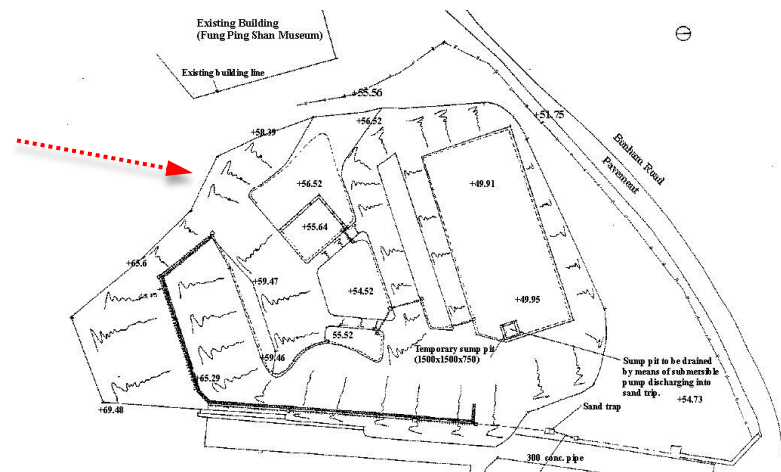 Existing Building
(Fung Ping Shan Museum)
Existing building line
+55.56
+56.52
+58.39
+51.75
Bonham Road
Pavement
+56.52
+49.91
+55.64
+65.6
+59.47
+54.52
+49.95
55.52
+59.46
Temporary sump pit
(1500x1500x750)
+65.29
Sump pit to be drained
by means of submersible
pump discharging into
sand trip.
+54.73
+69.48
Sand trap
300 conc. pipe